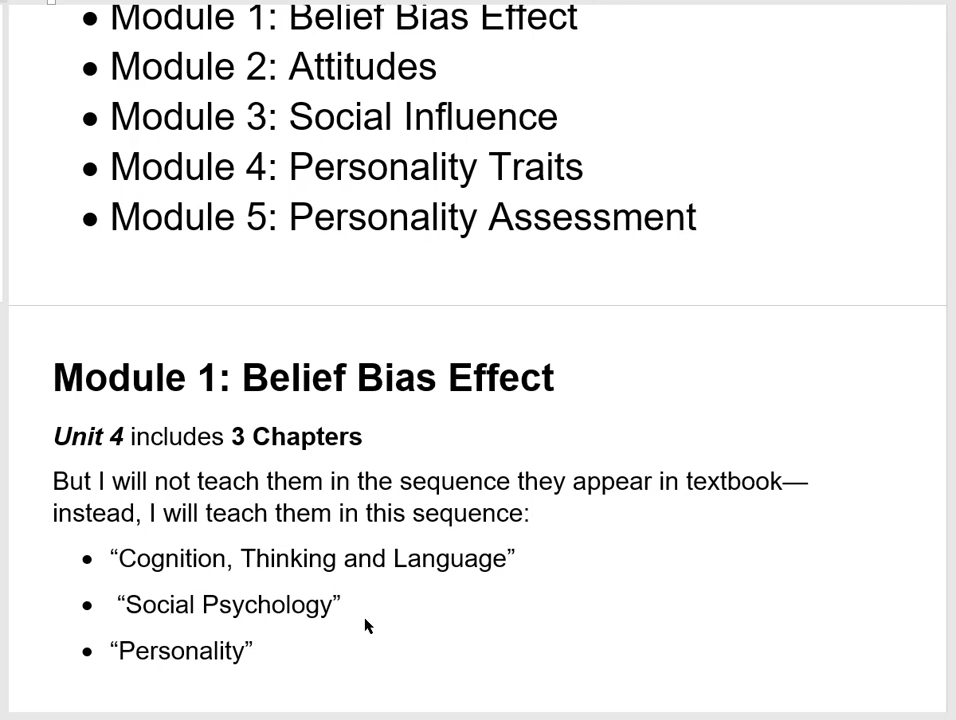 • Module 1: Belief Bias Effect
• Module 2: Attitudes
• Module 3: Social Influence
• Module 4: Personality Traits
• Module 5: Personality Assessment
Module 1: Belief Bias Effect
Unit 4 includes 3 Chapters
But I will not teach them in the sequence they appear in textbook—
instead, I will teach them in this sequence:
• “Cognition, Thinking and Language”
• “Social Psychology”
• “Personality”